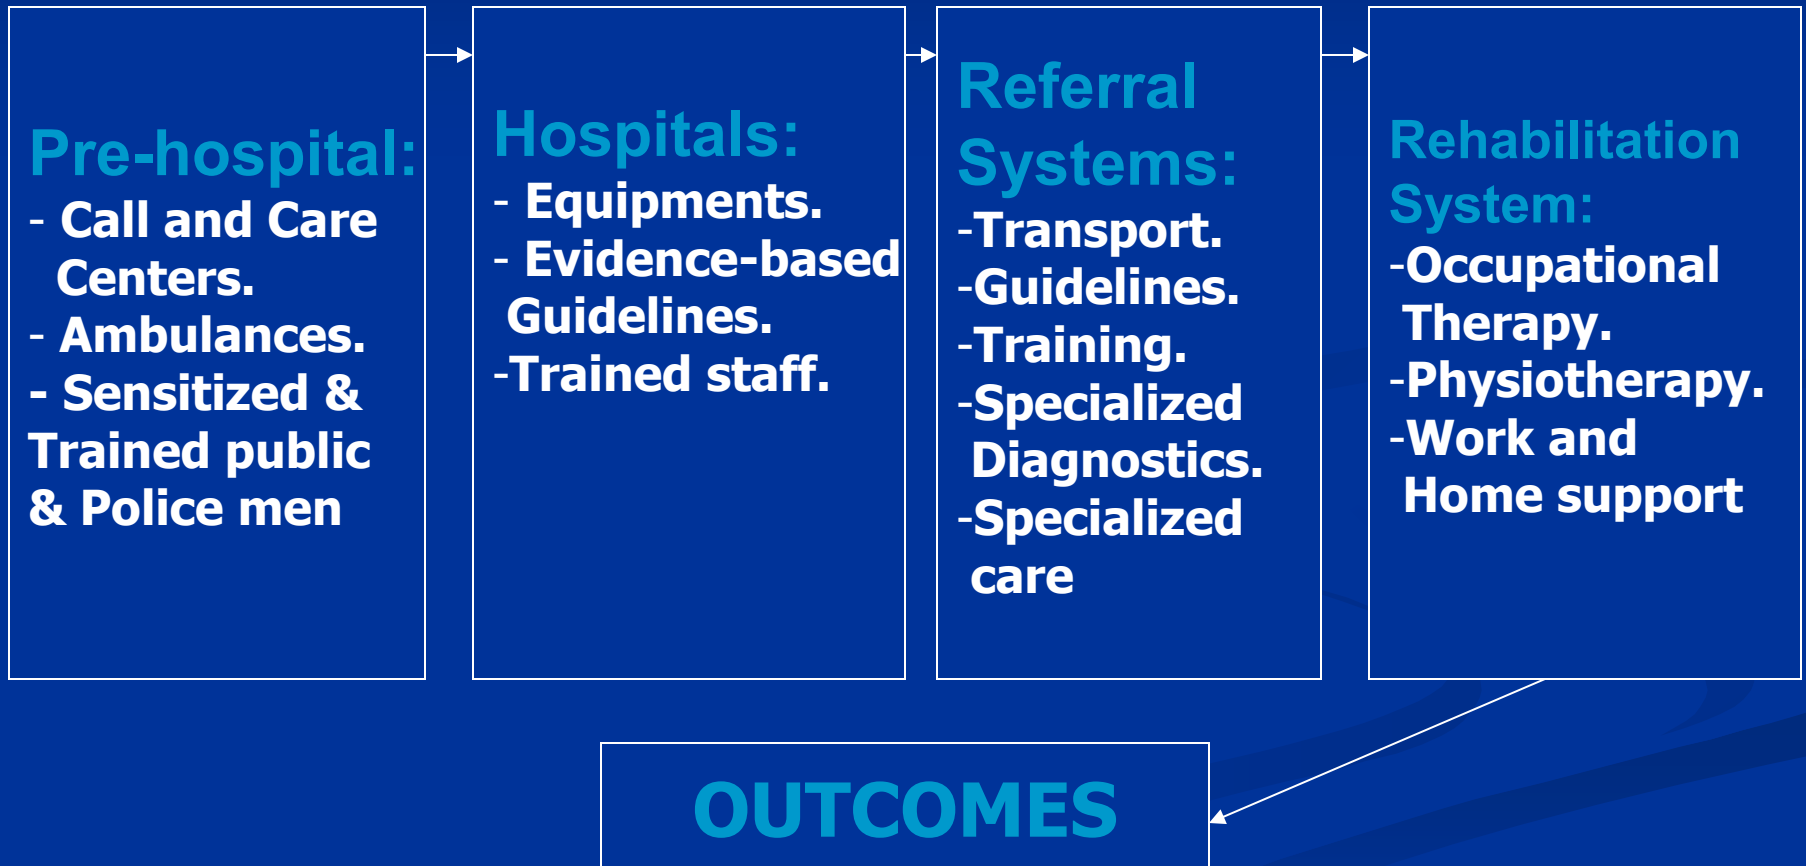 Pre-hospital:
- Call and Care
Centers.
- Ambulances.
- Sensitized &
Trained public
& Police men
Hospitals:
- Equipments.
- Evidence-based
Guidelines.
-Trained staff.
Referral
Systems:
-Transport.
-Guidelines.
-Training.
-Specialized
Diagnostics.
-Specialized
care
Rehabilitation
System:
-Occupational
Therapy.
-Physiotherapy.
-Work and
Home support
OUTCOMES